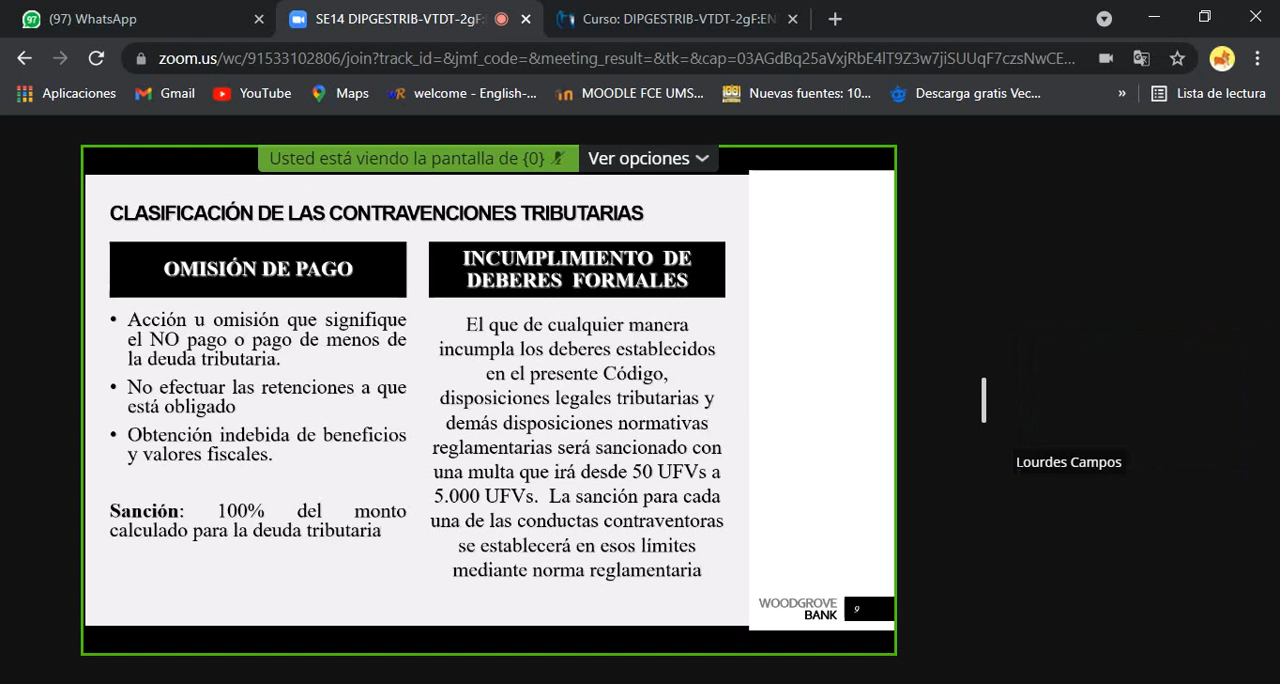 (97) WhatsApp
SE14 DIPGESTRIB-VTDT-2gF:
Curso: DIPGESTRIB-VTDT-2gF:EN
zoom.us/wc/91533102806/join?track_id=&jmf_code=&meeting_result=&tk=&cap=03AGdBq25aVxjRbE4lT9Z3w7jiSUUqF7czsNwCE...
Aplicaciones
Gmail
YouTube
Maps
welcome - English-...
MOODLE FCE UMS...
Nuevas fuentes: 10...
Descarga gratis Vec...
»
Lista de lectura
Usted está viendo la pantalla de {0}
Ver opciones
CLASIFICACIÓN DE LAS CONTRAVENCIONES TRIBUTARIAS
OMISIÓN DE PAGO
• Acción u omisión que signifique
el NO pago o pago de menos de
la deuda tributaria.
• No efectuar las retenciones a que
está obligado
• Obtención indebida de beneficios
y valores fiscales.
Sanción: 100% del monto
calculado para la deuda tributaria
INCUMPLIMIENTO DE
DEBERES FORMALES
El que de cualquier manera
incumpla los deberes establecidos
en el presente Código,
disposiciones legales tributarias y
demás disposiciones normativas
reglamentarias será sancionado con
una multa que irá desde 50 UFVs a
5.000 UFVs. La sanción para cada
una de las conductas contraventoras
se establecerá en esos límites
mediante norma reglamentaria
WOODGROVE
BANK
9
Lourdes Campos